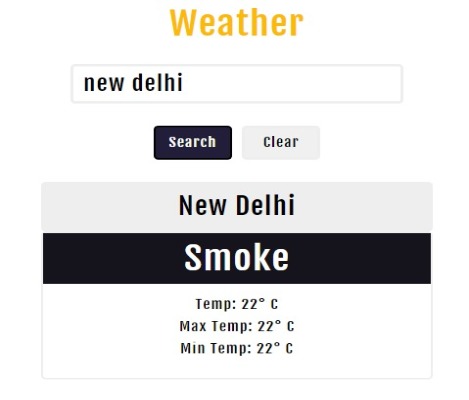 Weather
new delhi
Search Clear
New Delhi
Smoke
Temp: 22° C
Max Temp: 22° C
Min Temp: 22° C